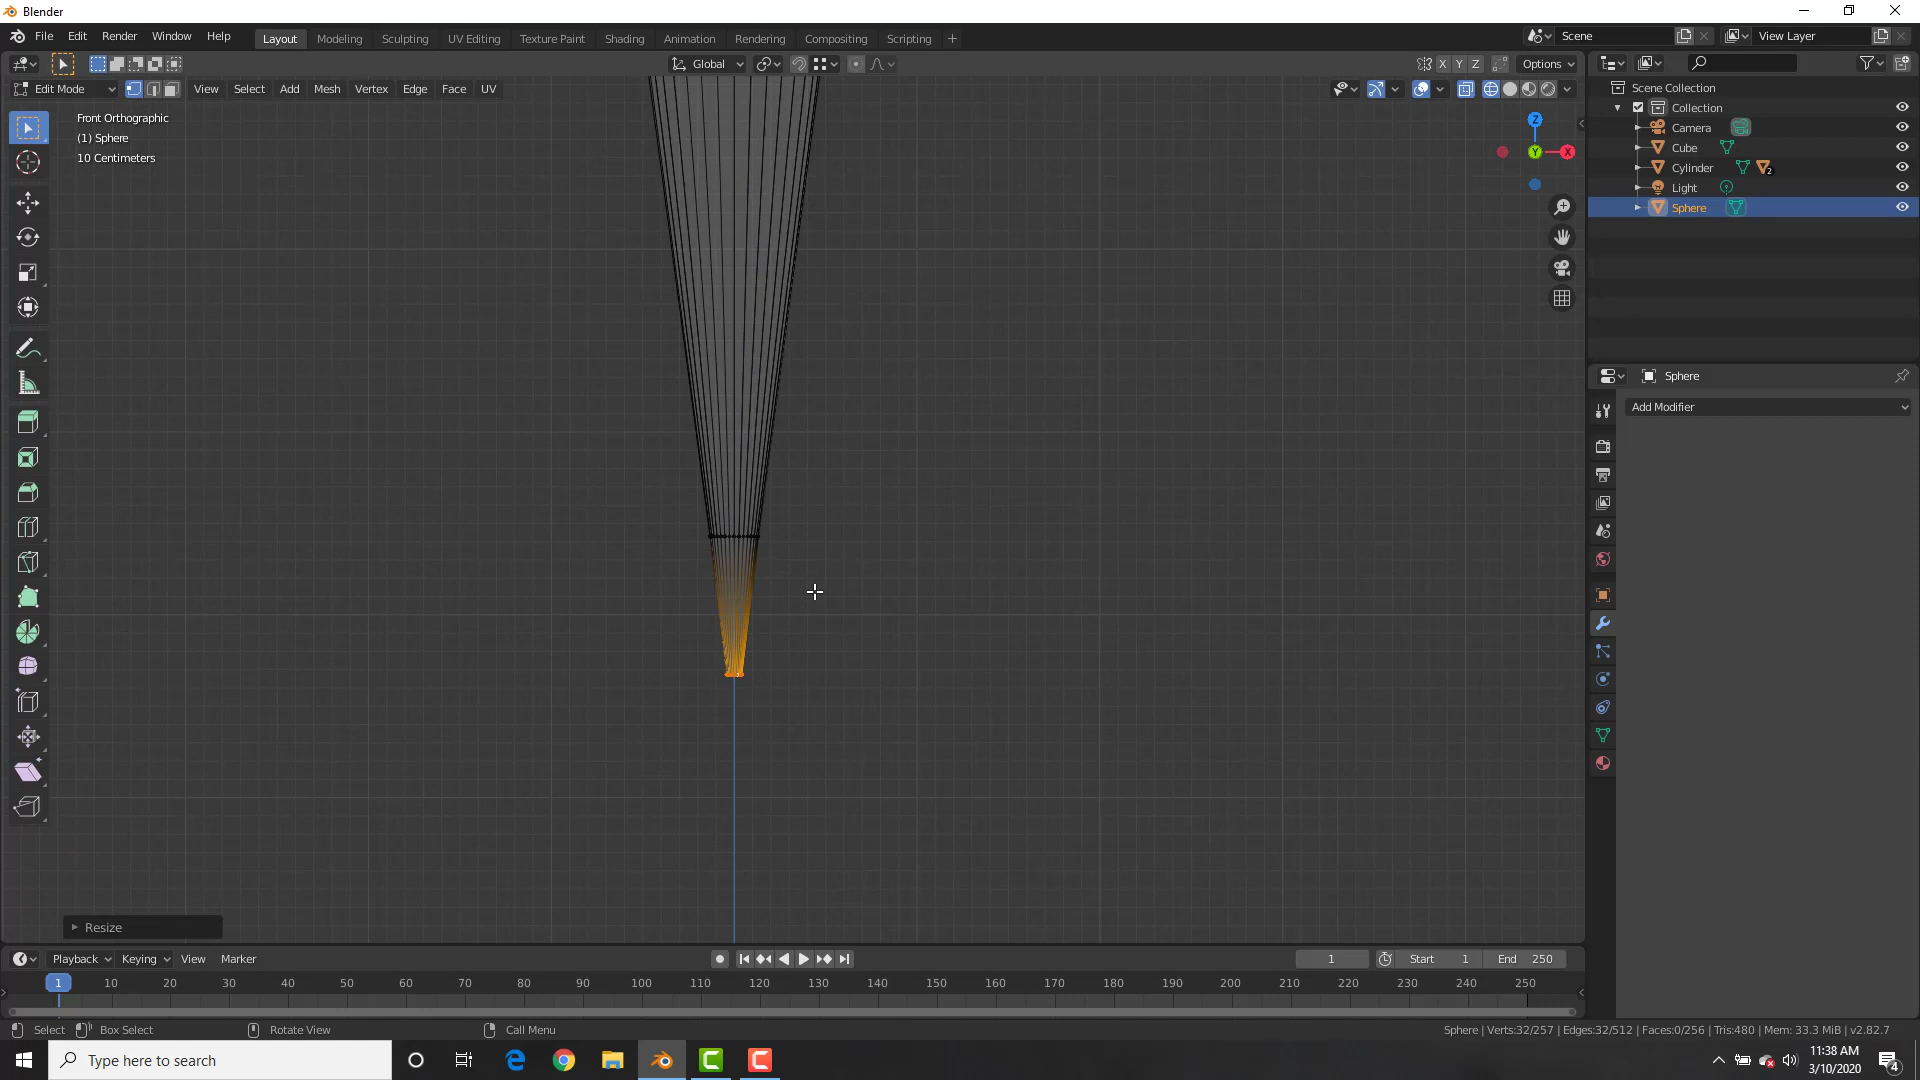 Blender
File Edit Render Window Help
Layout Modeling Sculpting UV Editing Texture Paint Shading Animation Rendering Compositing Scripting +
Scene
View Layer
Global
X Y Z
Options
Edit Mode
View Select Add Mesh Vertex Edge Face UV
Front Orthographic
(1) Sphere
10 Centimeters
Z
Y
X
Scene Collection
Collection
Camera
Cube
Cylinder
2
Light
Sphere
Sphere
Add Modifier
Resize
Playback Keying View Marker
1
Start 1
End 250
1 10 20 30 40 50 60 70 80 90 100 110 120 130 140 150 160 170 180 190 200 210 220 230 240 250
Select Box Select Rotate View Call Menu
Sphere | Verts:32/257 | Edges:32/512 | Faces:0/256 | Tris:480 | Mem: 33.3 MiB | v2.82.7
Type here to search
11:38 AM
3/10/2020
4